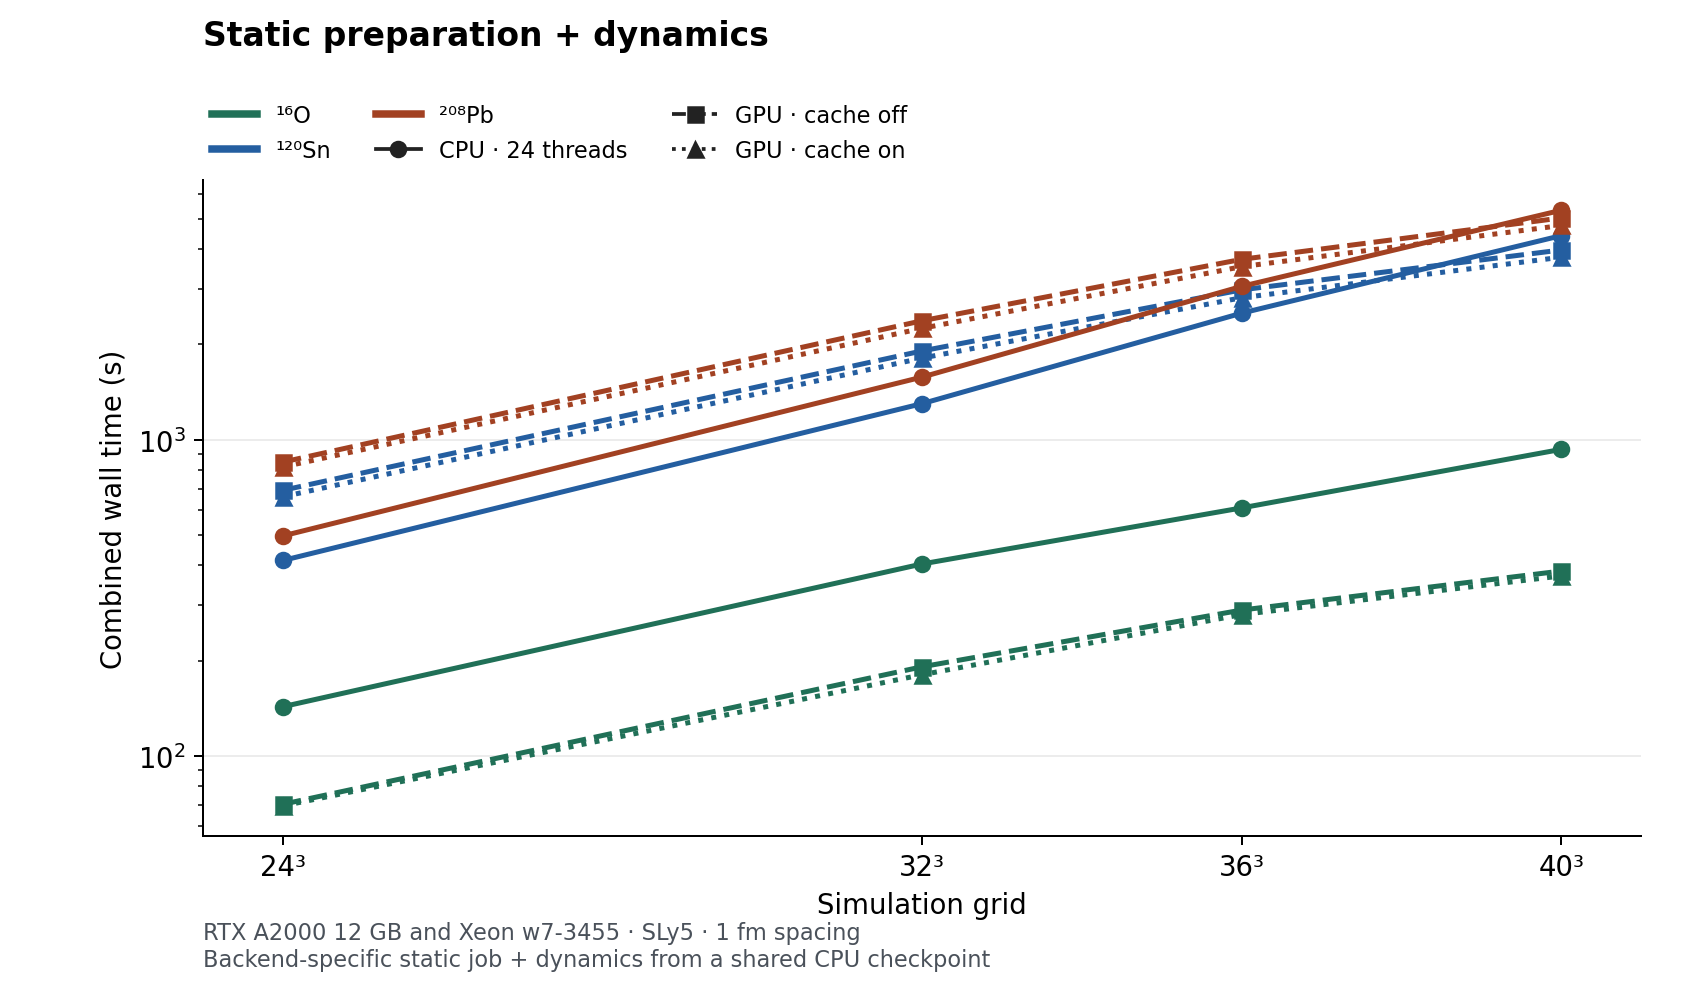 Static preparation + dynamics
¹⁶O
²⁰⁸Pb
GPU · cache off
¹²⁰Sn
CPU · 24 threads
GPU · cache on
Combined wall time (s)
10³
10²
24³ 32³ 36³ 40³
Simulation grid
RTX A2000 12 GB and Xeon w7-3455 · SLy5 · 1 fm spacing
Backend-specific static job + dynamics from a shared CPU checkpoint